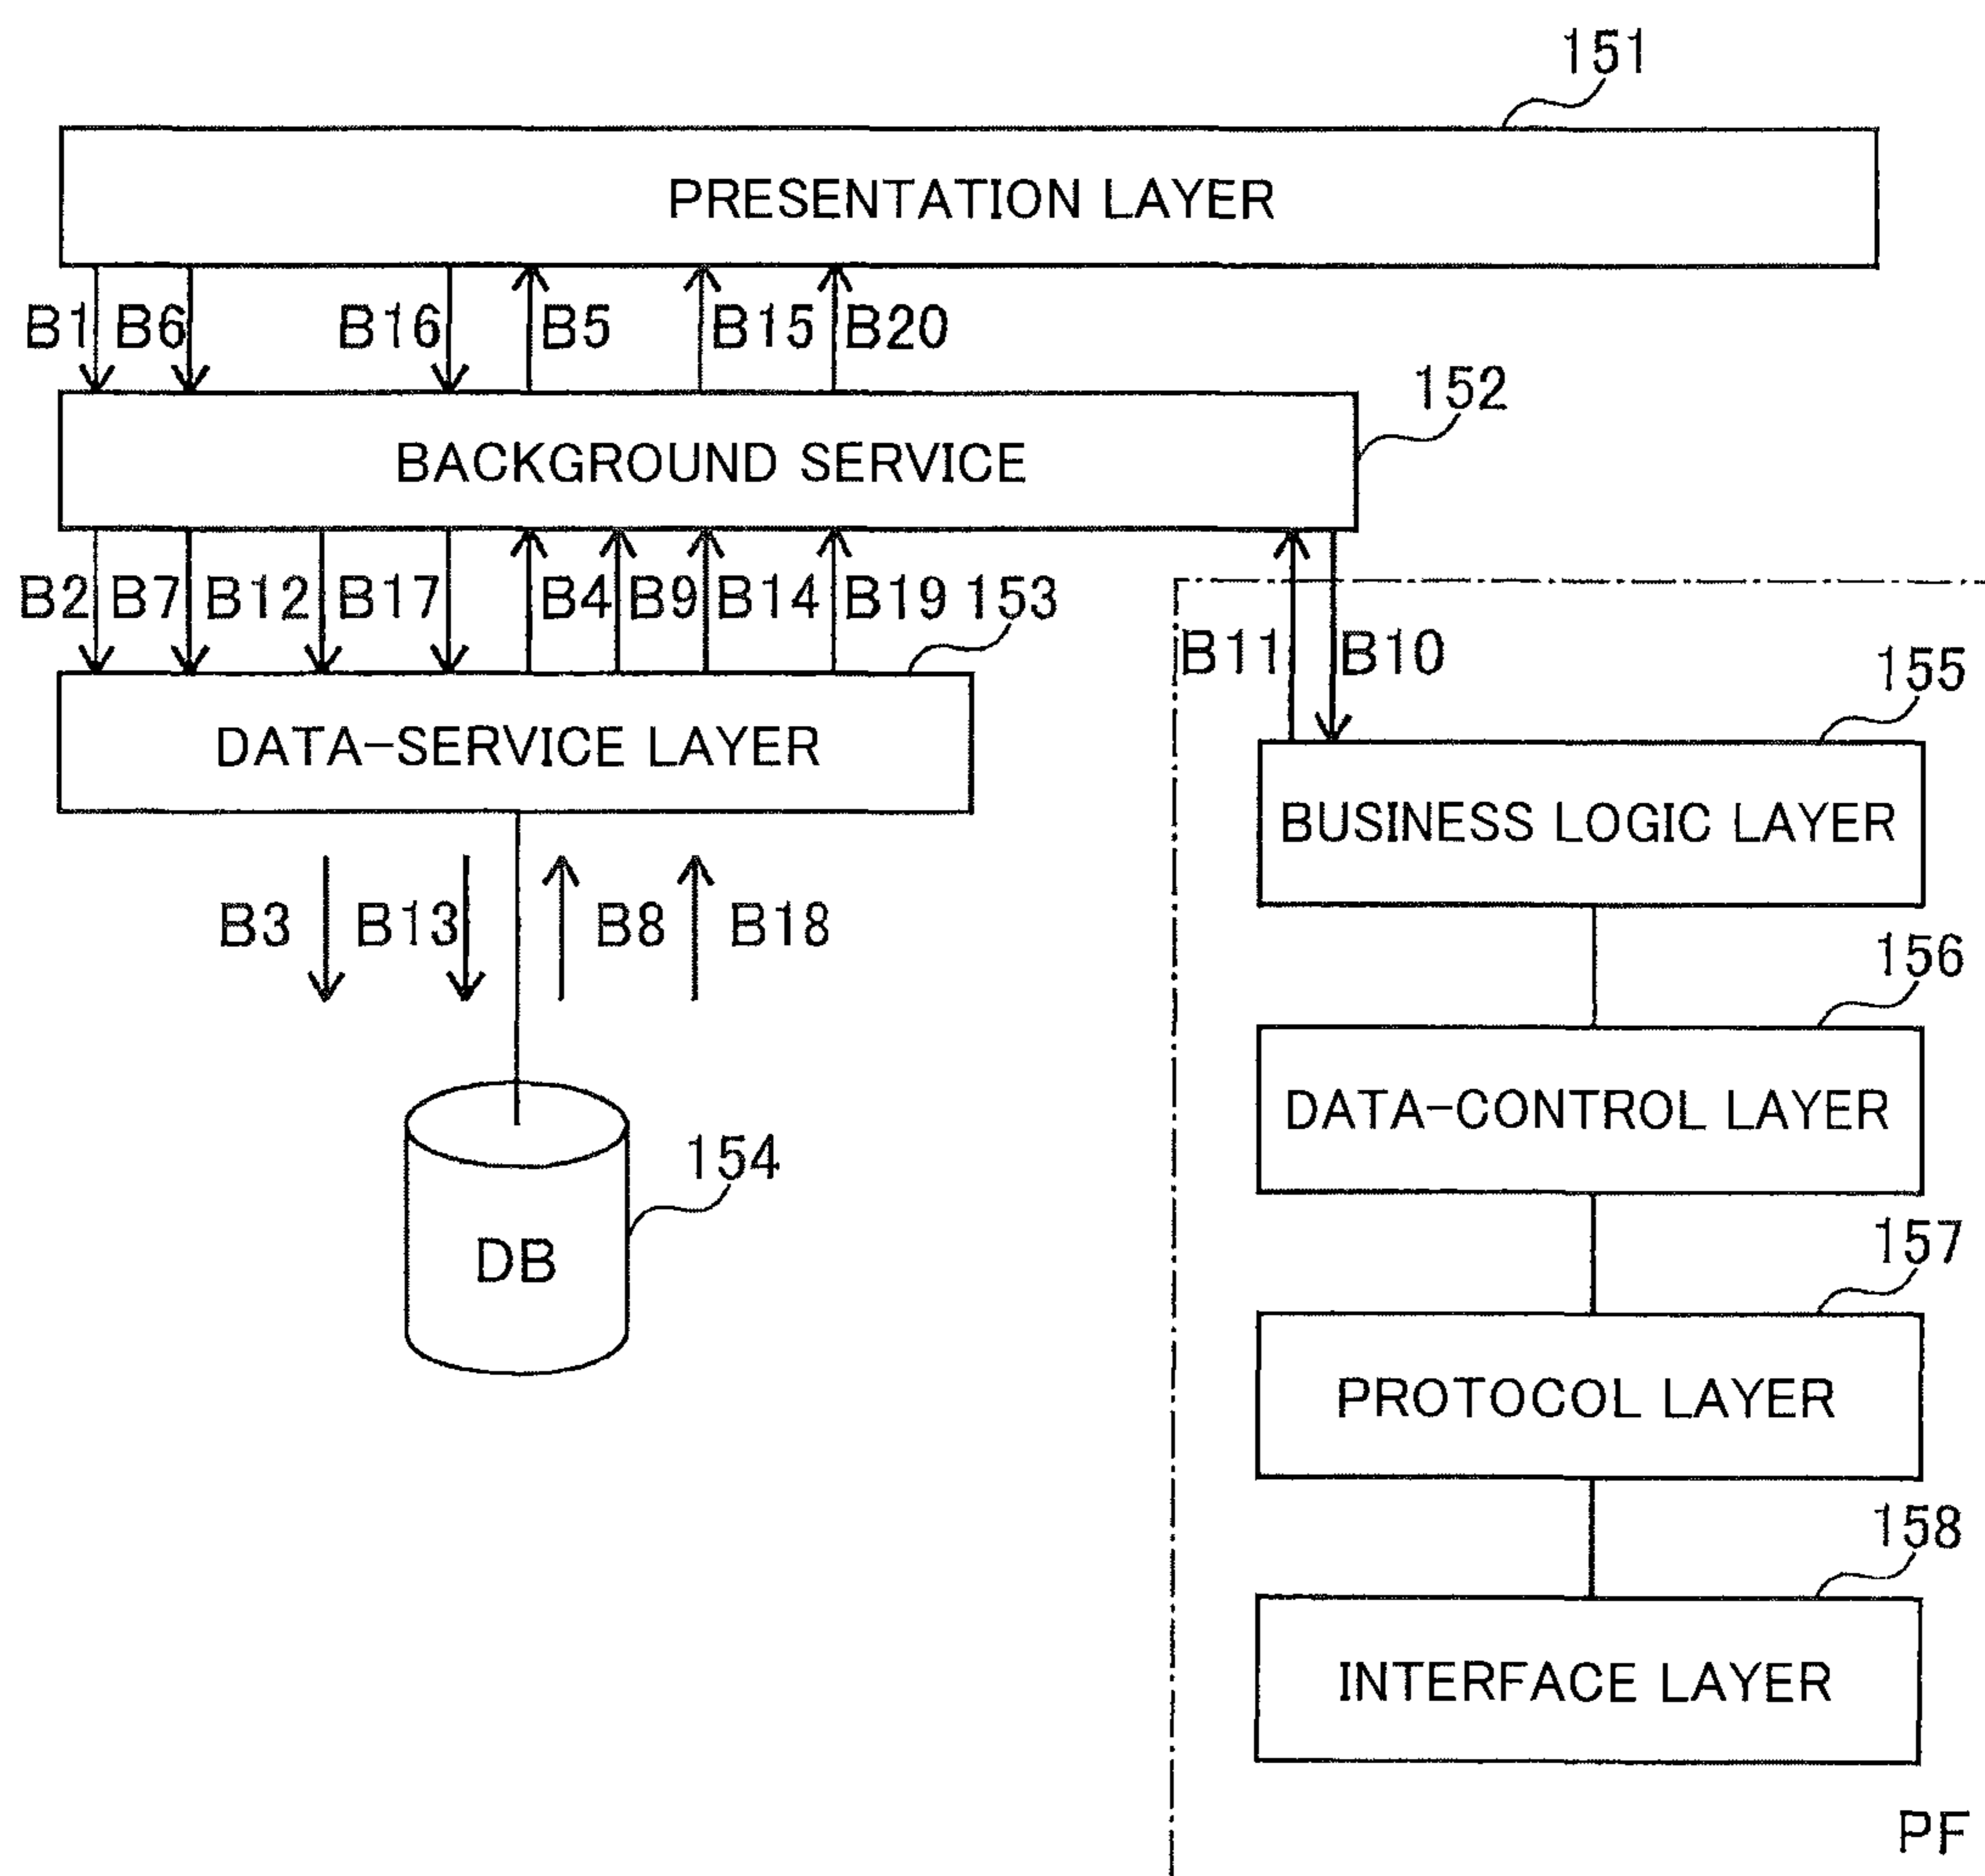 151
PRESENTATION LAYER
B1 B6 B16 B5 B15 B20
152
BACKGROUND SERVICE
B2 B7 B12 B17 B4 B9 B14 B19 153
B11 B10
155
DATA-SERVICE LAYER
BUSINESS LOGIC LAYER
B3 B13 B8 B18
156
DATA-CONTROL LAYER
154
157
DB
PROTOCOL LAYER
158
INTERFACE LAYER
PF